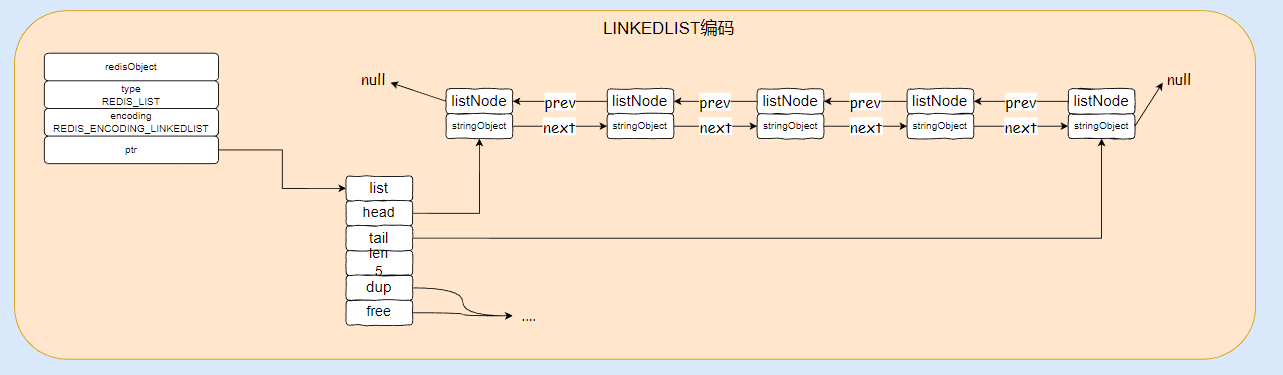 LINKEDLIST编码
redisObject
type
REDIS_LIST
encoding
REDIS_ENCODING_LINKEDLIST
ptr
null
null
listNode prev listNode prev listNode prev listNode prev listNode
stringObject next stringObject next stringObject next stringObject next stringObject
list
head
tail
len
5
dup
free
....